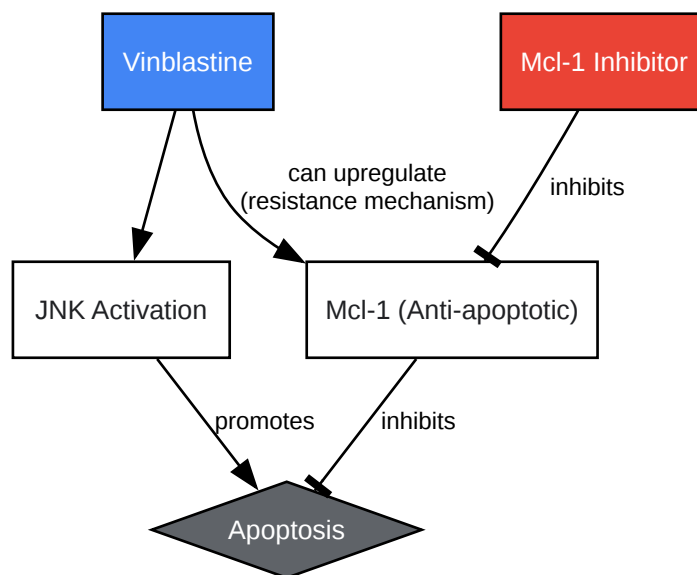 Vinblastine
Mcl-1 Inhibitor
can upregulate
(resistance mechanism)
inhibits
JNK Activation
Mcl-1 (Anti-apoptotic)
promotes
inhibits
Apoptosis